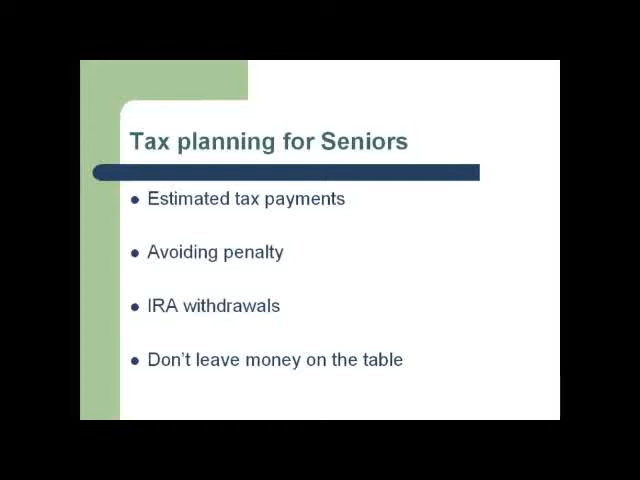 Tax planning for Seniors
Estimated tax payments
Avoiding penalty
IRA withdrawals
Don't leave money on the table